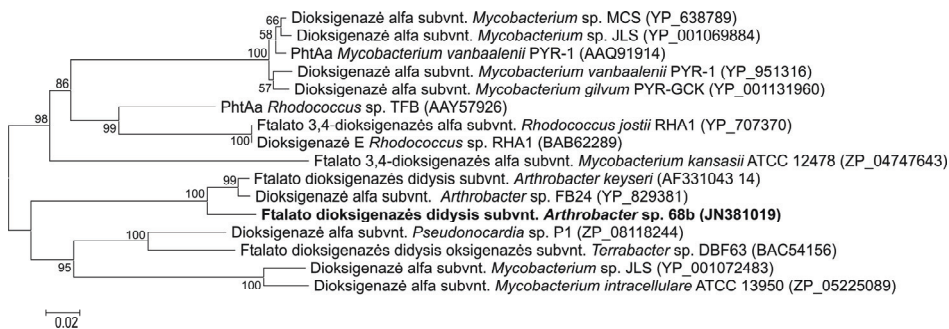 66
Dioksigenazė alfa subvnt. Mycobacterium sp. MCS (YP_638789)
58
Dioksigenazė alfa subvnt. Mycobacterium sp. JLS (YP_001069884)
100
PhtAa Mycobacterium vanbaalenii PYR-1 (AAQ91914)
Dioksigenazė alfa subvnt. Mycobacterium vanbaalenii PYR-1 (YP_951316)
57
Dioksigenazė alfa subvnt. Mycobacterium gilvum PYR-GCK (YP_001131960)
86
PhtAa Rhodococcus sp. TFB (AAY57926)
98
99
Ftalato 3,4-dioksigenazės alfa subvnt. Rhodococcus jostii RHA1 (YP_707370)
100
Dioksigenazė E Rhodococcus sp. RHA1 (BAB62289)
Ftalato 3,4-dioksigenazės alfa subvnt. Mycobacterium kansasii ATCC 12478 (ZP_04747643)
99
Ftalato dioksigenazės didysis subvnt. Arthrobacter keyseri (AF331043 14)
100
Dioksigenazė alfa subvnt. Arthrobacter sp. FB24 (YP_829381)
Ftalato dioksigenazės didysis subvnt. Arthrobacter sp. 68b (JN381019)
100
Dioksigenazė alfa subvnt. Pseudonocardia sp. P1 (ZP_08118244)
Ftalato dioksigenazės didysis oksigenazės subvnt. Terrabacter sp. DBF63 (BAC54156)
95
Dioksigenazė alfa subvnt. Mycobacterium sp. JLS (YP_001072483)
100
Dioksigenazė alfa subvnt. Mycobacterium intracellulare ATCC 13950 (ZP_05225089)
0.02